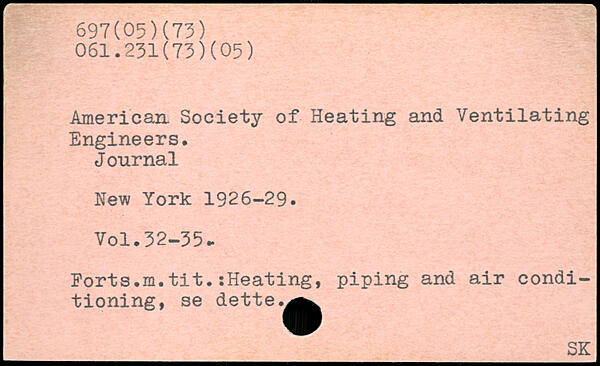 697(05)(73)
061.231(73)(05)
American Society of Heating and Ventilating
Engineers.
Journal
New York 1926-29.
Vol.32-35.
Forts.m.tit.:Heating, piping and air condi-
tioning, se dette.
SK